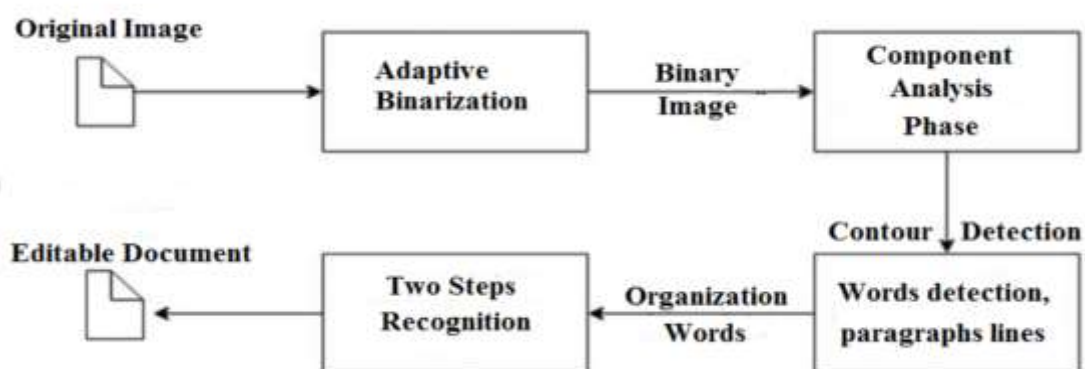 Original Image
Adaptive
Binarization
Binary
Image
Component
Analysis
Phase
Contour Detection
Words detection,
paragraphs lines
Organization
Words
Two Steps
Recognition
Editable Document